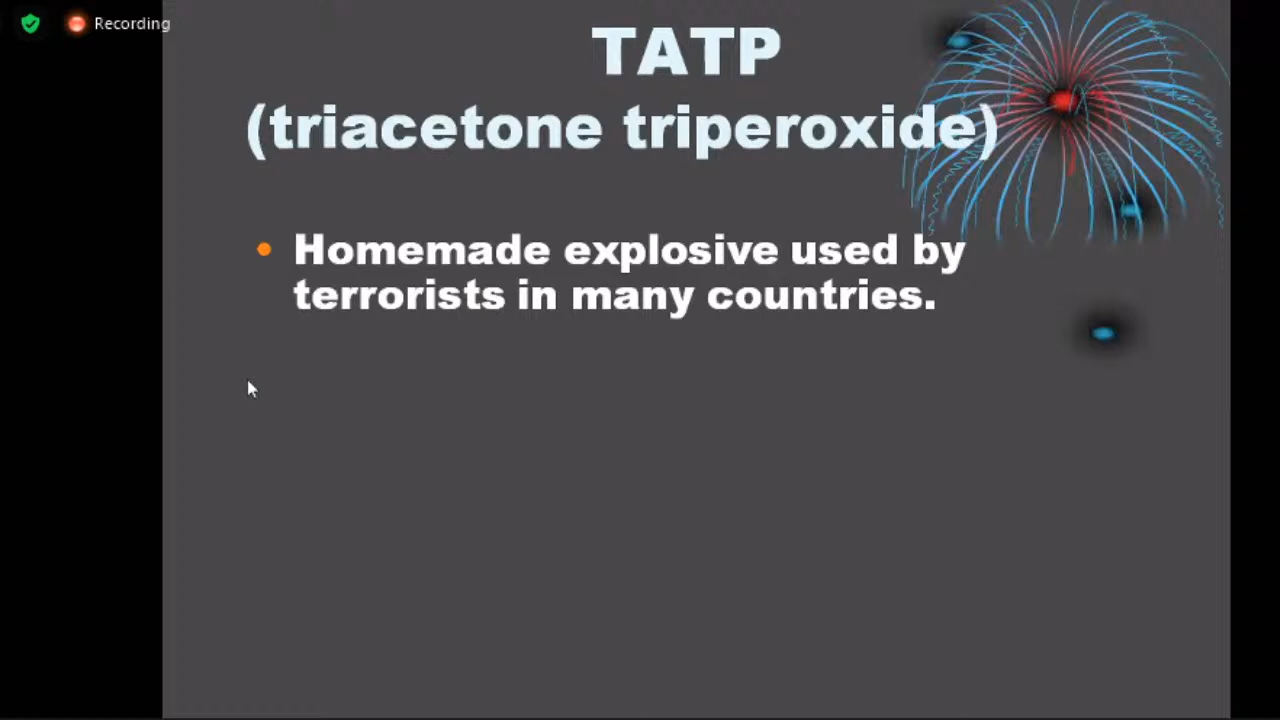 Recording
TATP
(triacetone triperoxide)
• Homemade explosive used by
terrorists in many countries.